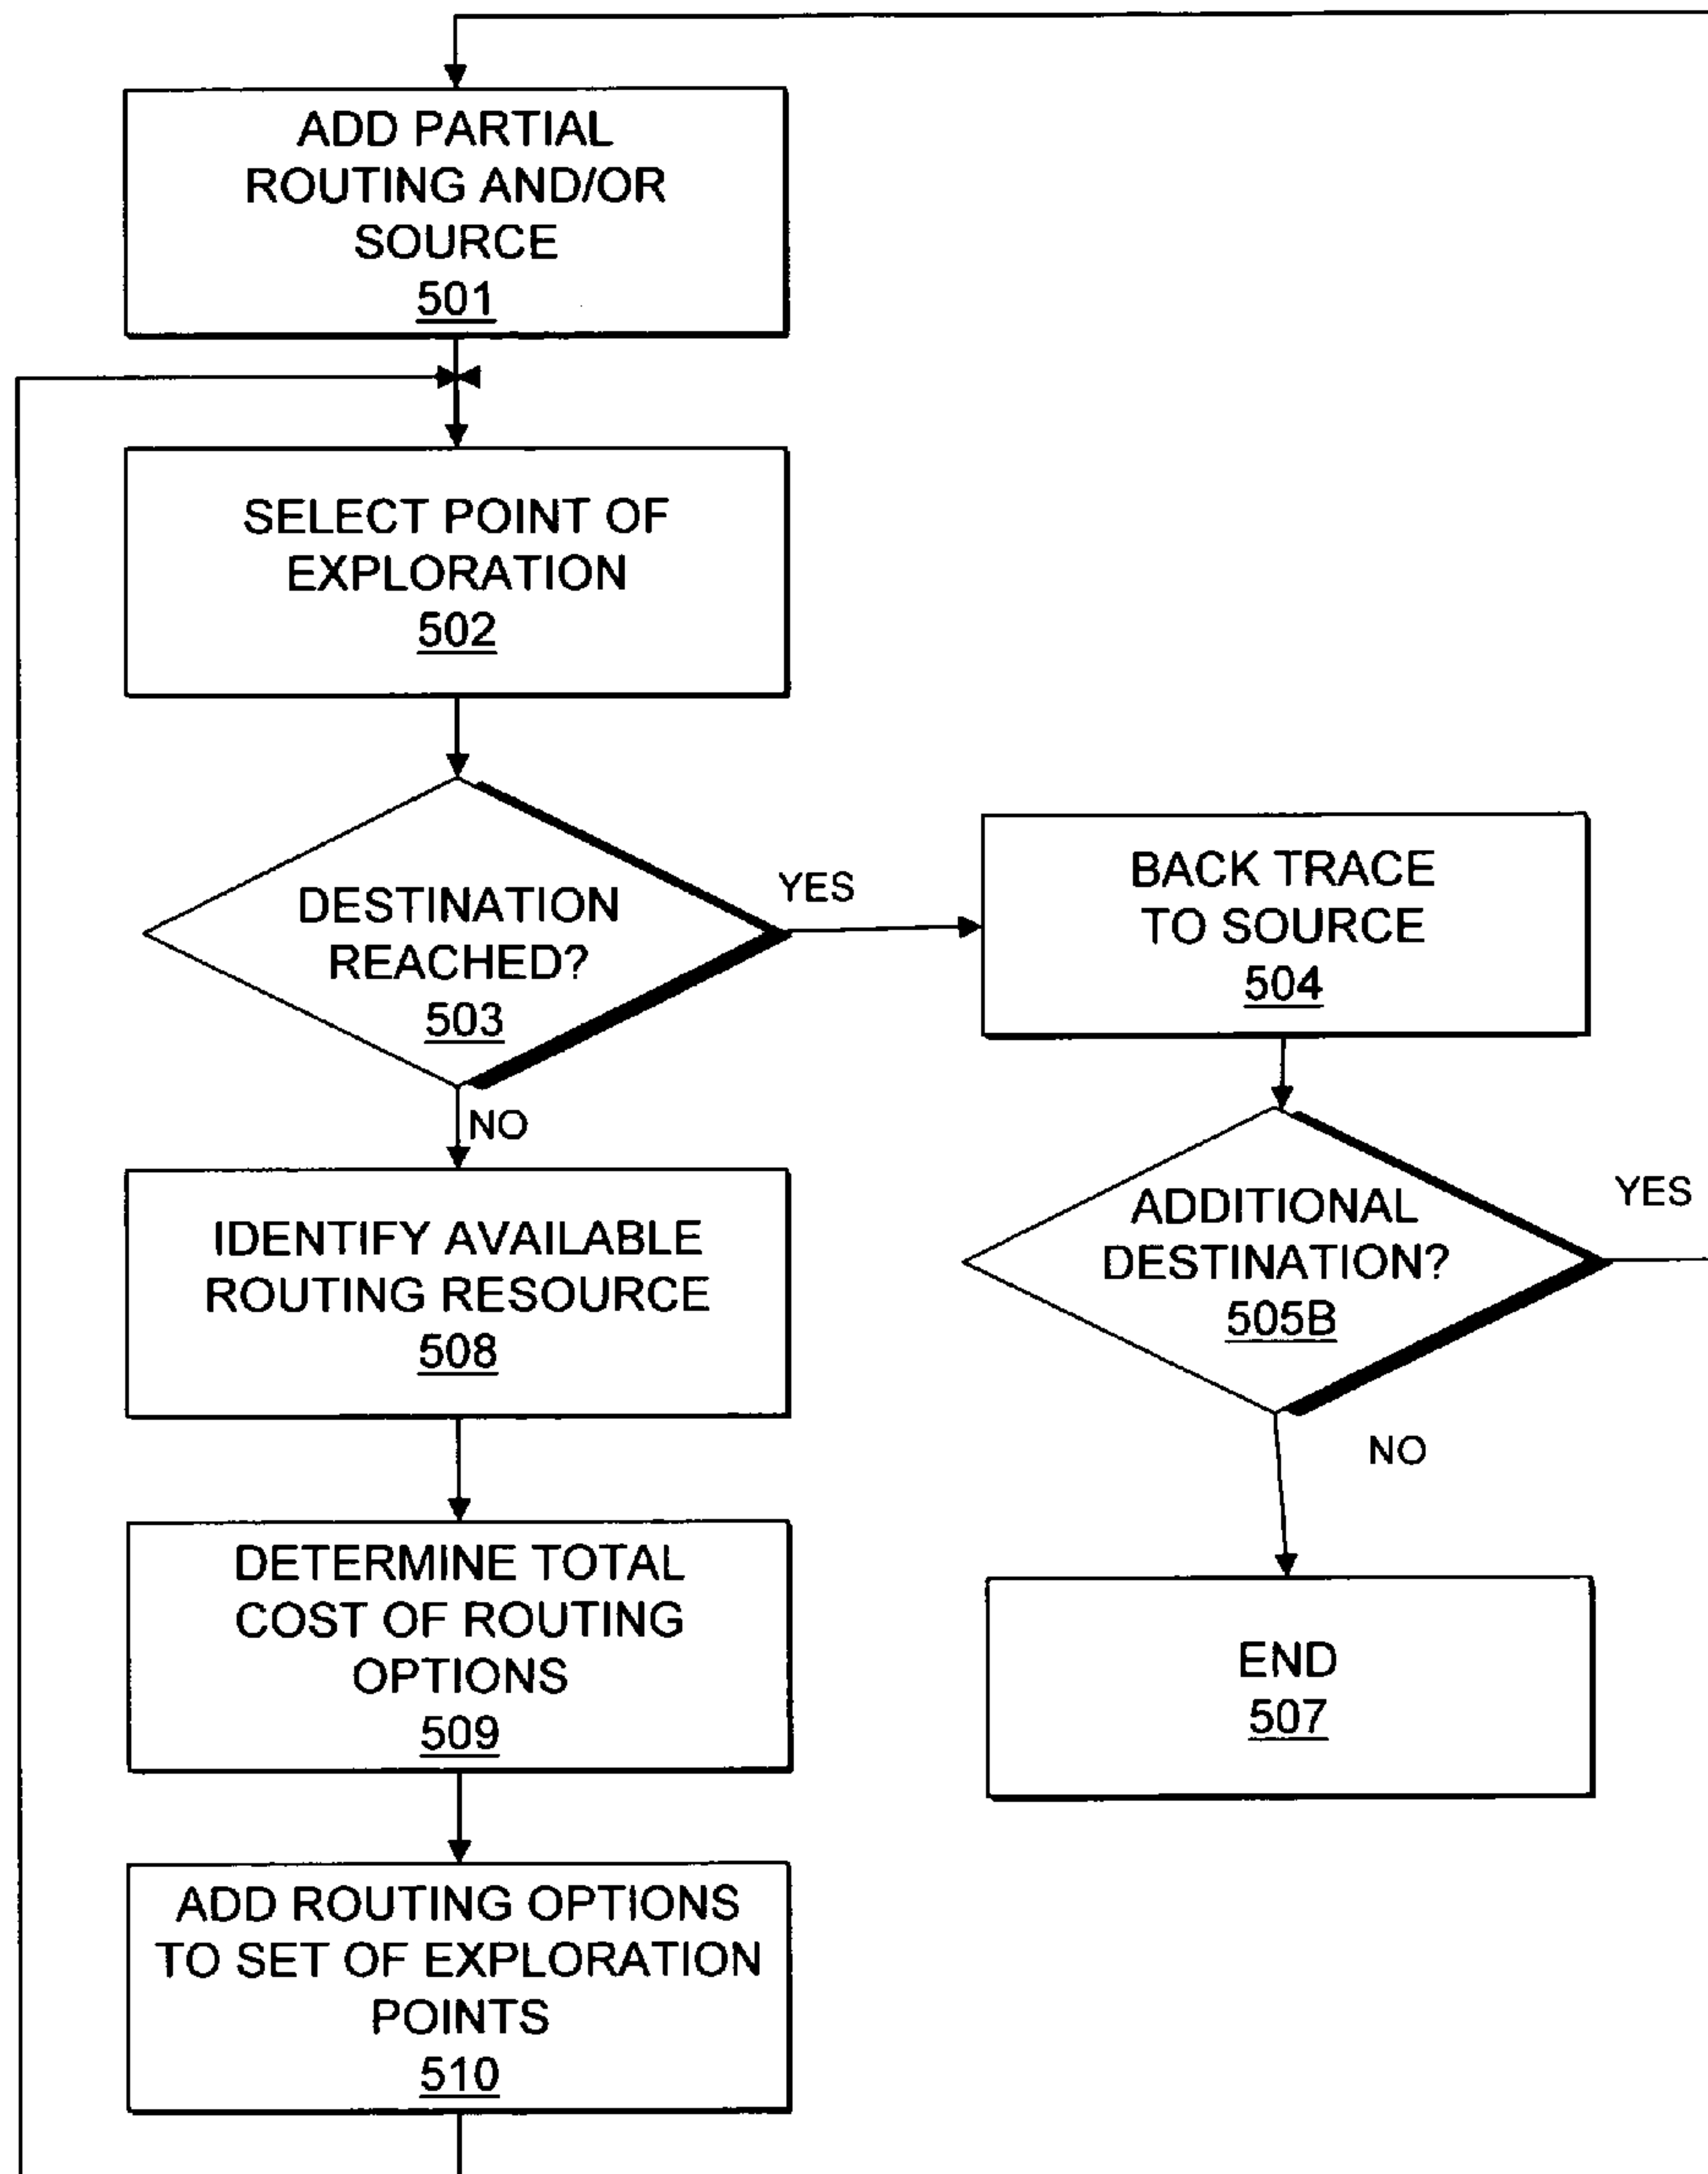 ADD PARTIAL
ROUTING AND/OR
SOURCE
501
SELECT POINT OF
EXPLORATION
502
DESTINATION
REACHED?
503
YES
NO
BACK TRACE
TO SOURCE
504
ADDITIONAL
DESTINATION?
505B
YES
NO
END
507
IDENTIFY AVAILABLE
ROUTING RESOURCE
508
DETERMINE TOTAL
COST OF ROUTING
OPTIONS
509
ADD ROUTING OPTIONS
TO SET OF EXPLORATION
POINTS
510